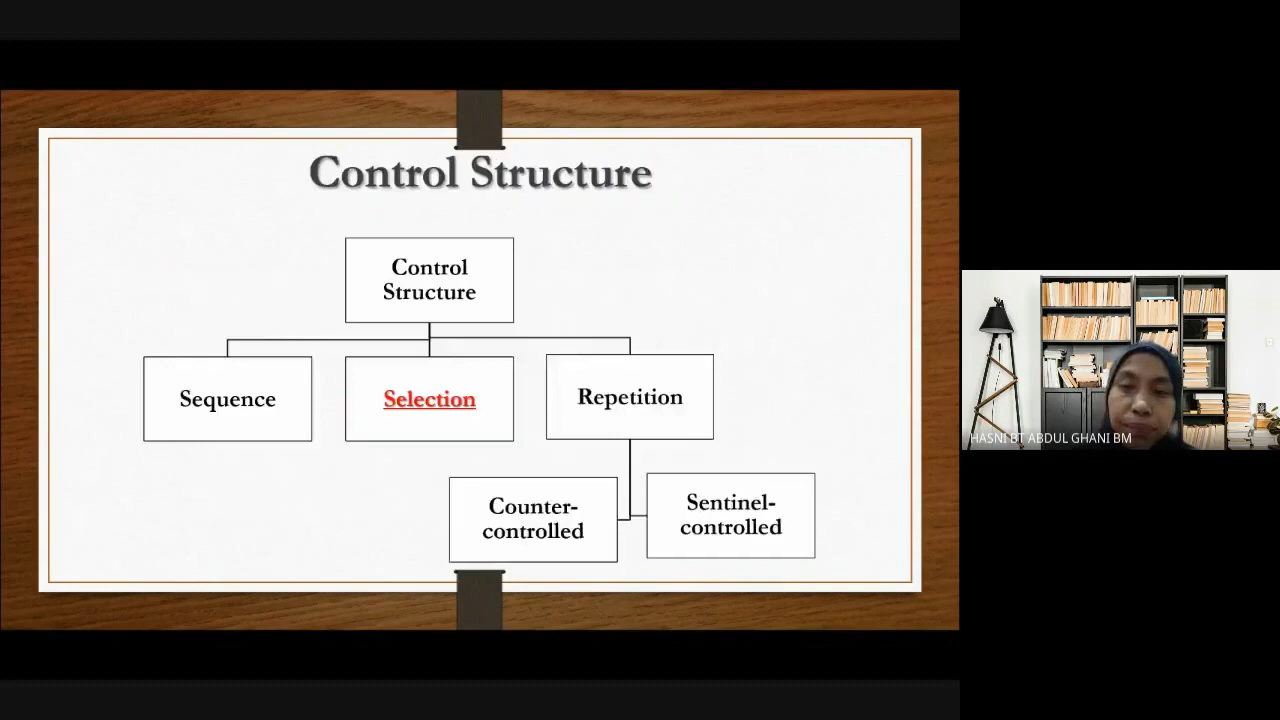 Control Structure
Control
Structure
Sequence
Selection
Repetition
Counter-
controlled
Sentinel-
controlled
HASNI BT ABDUL GHANI BM